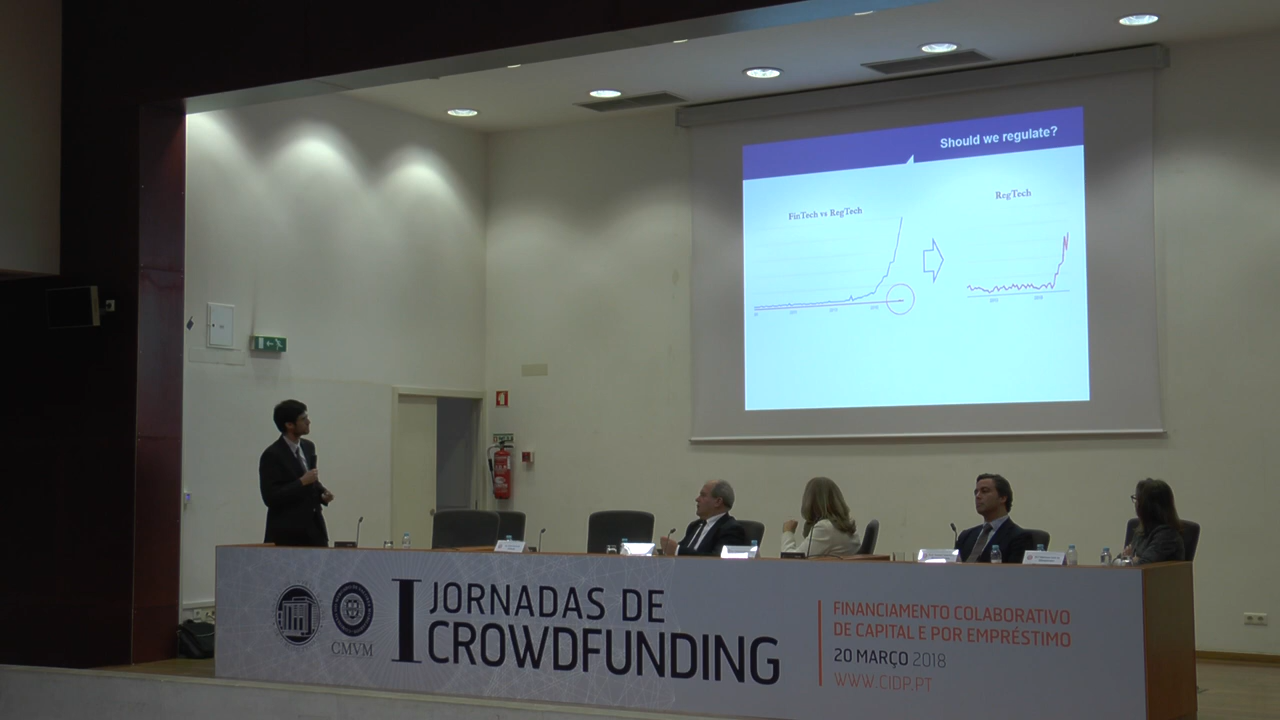 Should we regulate?
FinTech vs RegTech
RegTech
I JORNADAS DE
CROWDFUNDING
CMVM
FINANCIAMENTO COLABORATIVO
DE CAPITAL E POR EMPRÉSTIMO
20 MARÇO 2018
WWW.CIDP.PT